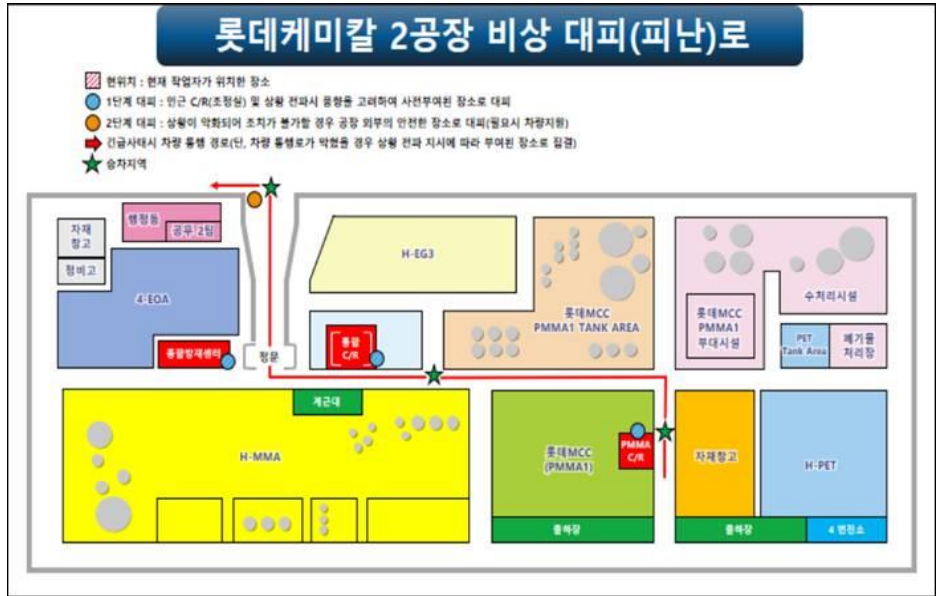 롯데케미칼 2공장 비상 대피(피난)로
현위치 : 현재 작업자가 위치한 장소
1단계 대피 : 인근 C/R(조정실) 및 상황 전파시 풍향을 고려하여 사전부여된 장소로 대피
2단계 대피 : 상황이 악화되어 조치가 불가할 경우 공장 외부의 안전한 장소로 대피(필요시 차량지원)
긴급사태시 차량 통행 경로(단, 차량 통행로가 막혔을 경우 상황 전파 지시에 따라 부여된 장소로 집결)
승차지역
행정동
공무 2팀
자재
창고
정비고
4-EOA
통합방재센타
정문
H-EG3
통합
C/R
롯데MCC
PMMA1 TANK AREA
수처리시설
롯데MCC
PMMA1
부대시설
PET
Tank Area
폐기물
처리장
계근대
H-MMA
롯데MCC
(PMMA1)
PMMA
C/R
출하장
자재창고
H-PET
출하장
4 변전소